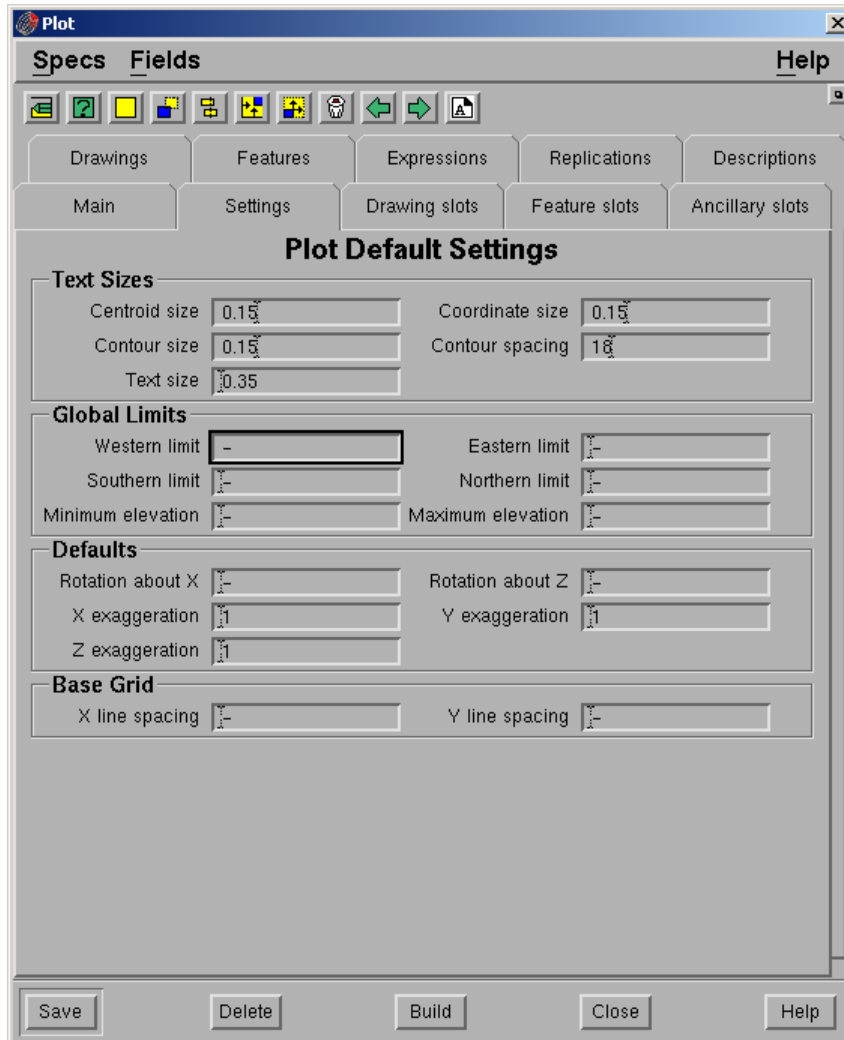 Plot
Specs Fields Help
Drawings Features Expressions Replications Descriptions
Main Settings Drawing slots Feature slots Ancillary slots
Plot Default Settings
Text Sizes
Centroid size 0.15 Coordinate size 0.15
Contour size 0.15 Contour spacing 18
Text size 0.35
Global Limits
Western limit - Eastern limit -
Southern limit - Northern limit -
Minimum elevation - Maximum elevation -
Defaults
Rotation about X - Rotation about Z -
X exaggeration 1 Y exaggeration 1
Z exaggeration 1
Base Grid
X line spacing - Y line spacing -
Save Delete Build Close Help